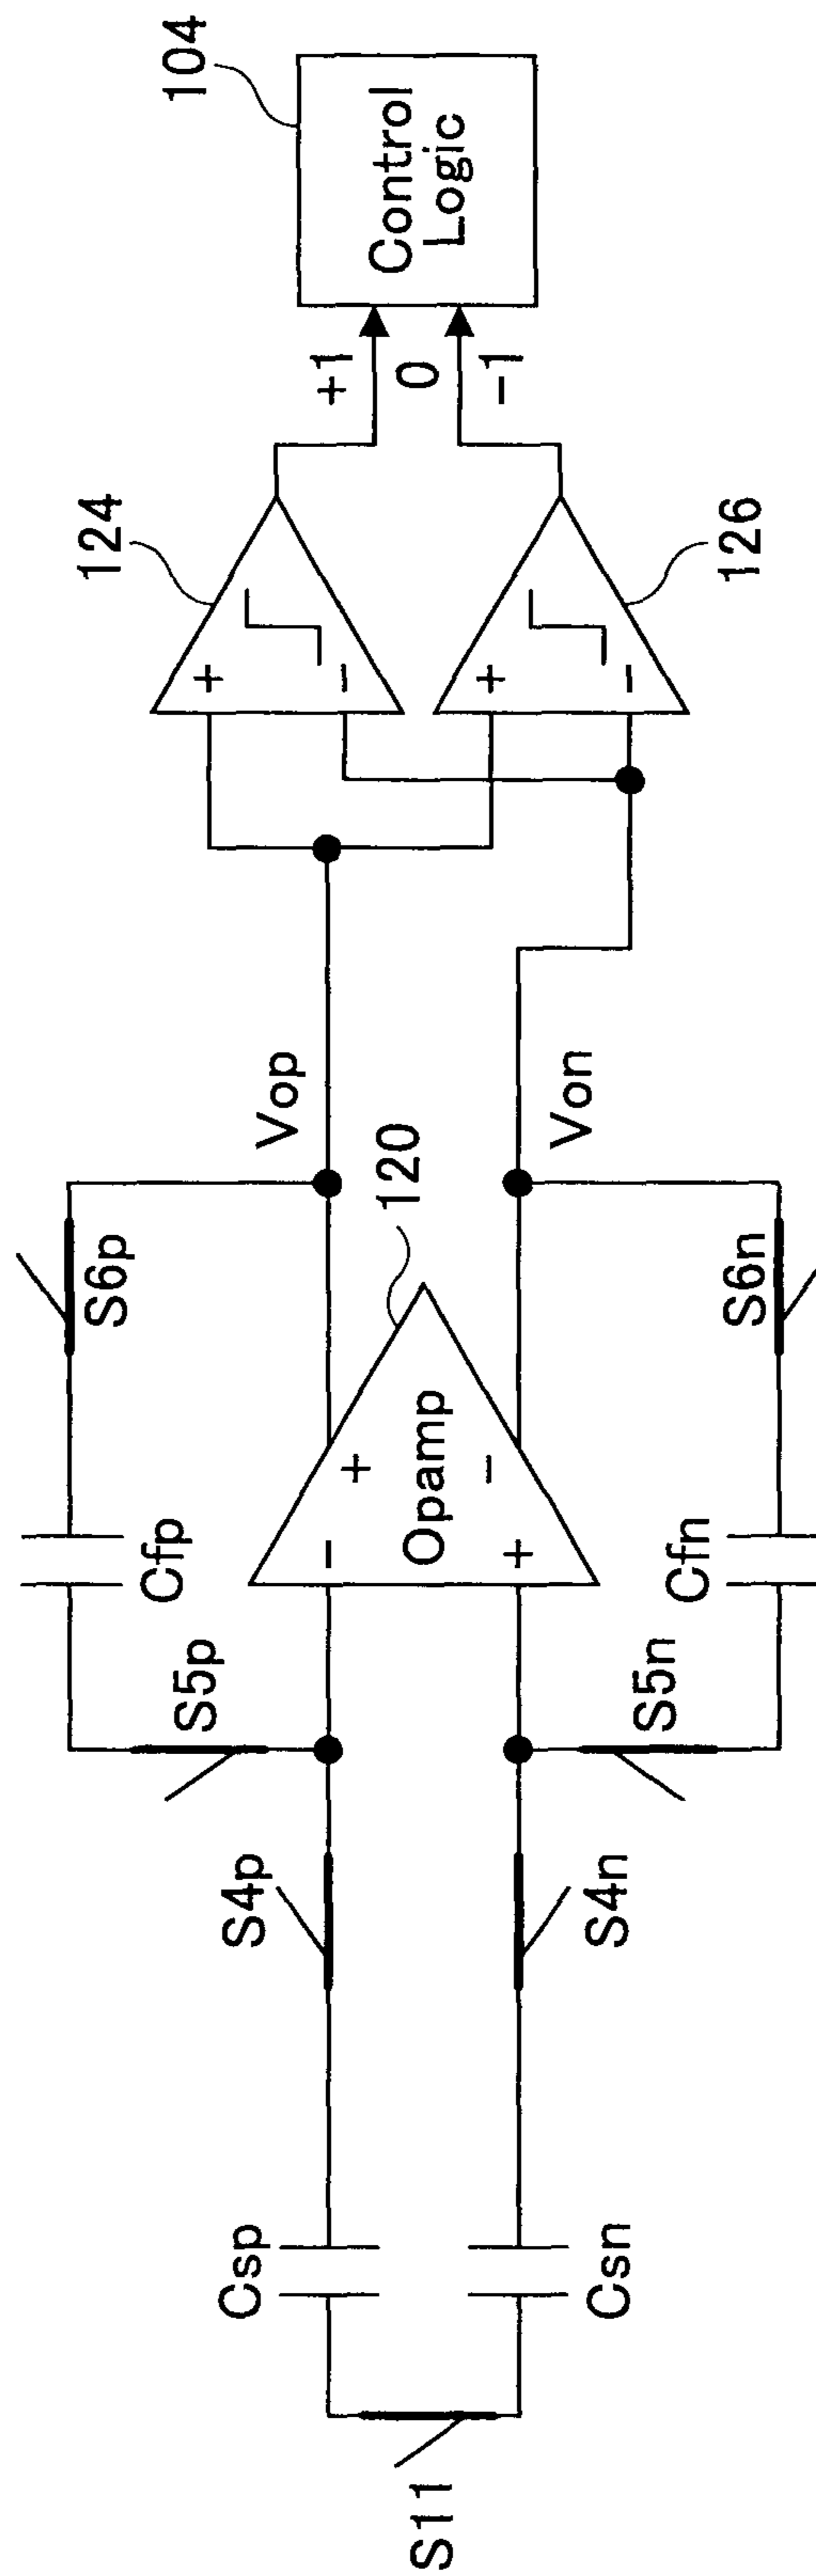 S11
Csp
Csn
S4p
S4n
S5p
S5n
Cfp
Cfn
-
+
Opamp
+
-
S6p
S6n
120
Vop
Von
+
-
124
+
-
126
+1
0
-1
Control
Logic
104